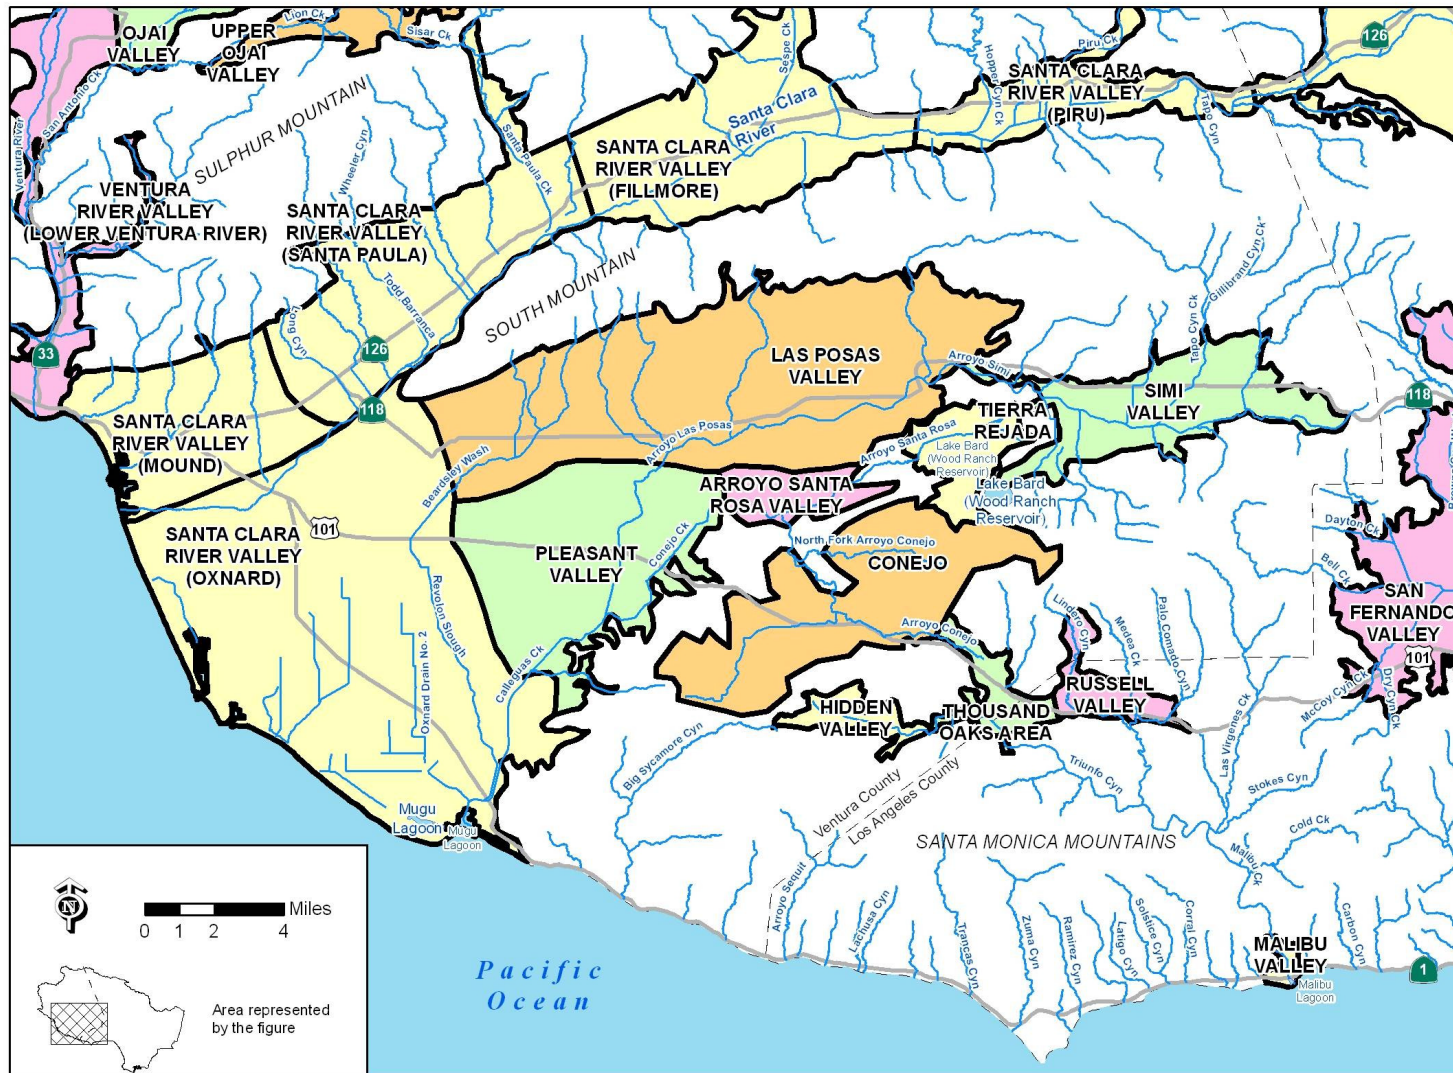 Lion Ck
OJAI
VALLEY
UPPER
OJAI
VALLEY
Sisar Ck
San Antonio Ck
Ventura River
SULPHUR MOUNTAIN
Wheeler Cyn
Santa Paula Ck
Sespe Ck
Hopper Cyn Ck
Piru Ck
126
SANTA CLARA
RIVER VALLEY
(PIRU)
Tapo Cyn
Santa Clara
River
SANTA CLARA
RIVER VALLEY
(FILLMORE)
VENTURA
RIVER VALLEY
(LOWER VENTURA RIVER)
SANTA CLARA
RIVER VALLEY
(SANTA PAULA)
Todd Barranca
Long Cyn
SOUTH MOUNTAIN
Tapo Cyn Ck
Gillibrand Cyn Ck
33
126
118
LAS POSAS
VALLEY
Arroyo Simi
SIMI
VALLEY
118
SANTA CLARA
RIVER VALLEY
(MOUND)
Beardsley Wash
Arroyo Las Posas
TIERRA
REJADA
Arroyo Santa Rosa
Lake Bard
(Wood Ranch
Reservoir)
Lake Bard
(Wood Ranch
Reservoir)
ARROYO SANTA
ROSA VALLEY
SANTA CLARA
RIVER VALLEY
(OXNARD)
101
PLEASANT
VALLEY
Conejo Ck
North Fork Arroyo Conejo
CONEJO
Dayton Ck
Bell Ck
SAN
FERNANDO
VALLEY
101
Revolon Slough
Oxnard Drain No. 2
Calleguas Ck
Arroyo Conejo
Lindero Cyn
Medea Ck
Palo Comado Cyn
RUSSELL
VALLEY
HIDDEN
VALLEY
THOUSAND
OAKS AREA
Las Virgenes Ck
McCoy Cyn Ck
Dry Cyn Ck
Big Sycamore Cyn
Triunfo Cyn
Stokes Cyn
Ventura County
Los Angeles County
Cold Ck
SANTA MONICA MOUNTAINS
Malibu Ck
Mugu
Lagoon
Mugu
Lagoon
Arroyo Sequit
Lachusa Cyn
Trancas Cyn
Zuma Cyn
Ramirez Cyn
Latigo Cyn
Solstice Cyn
Corral Cyn
Carbon Cyn
MALIBU
VALLEY
Malibu
Lagoon
1
Pacific
Ocean
N
Miles
0 1 2 4
Area represented
by the figure